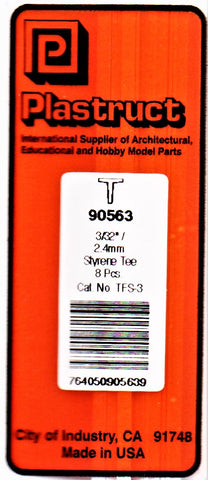 P
Plastruct
International Supplier of Architectural,
Educational and Hobby Model Parts
90563
3/32" /
2.4mm
Styrene Tee
8 Pcs
Cat. No. TFS-3
764050905639
City of Industry, CA 91748
Made in USA